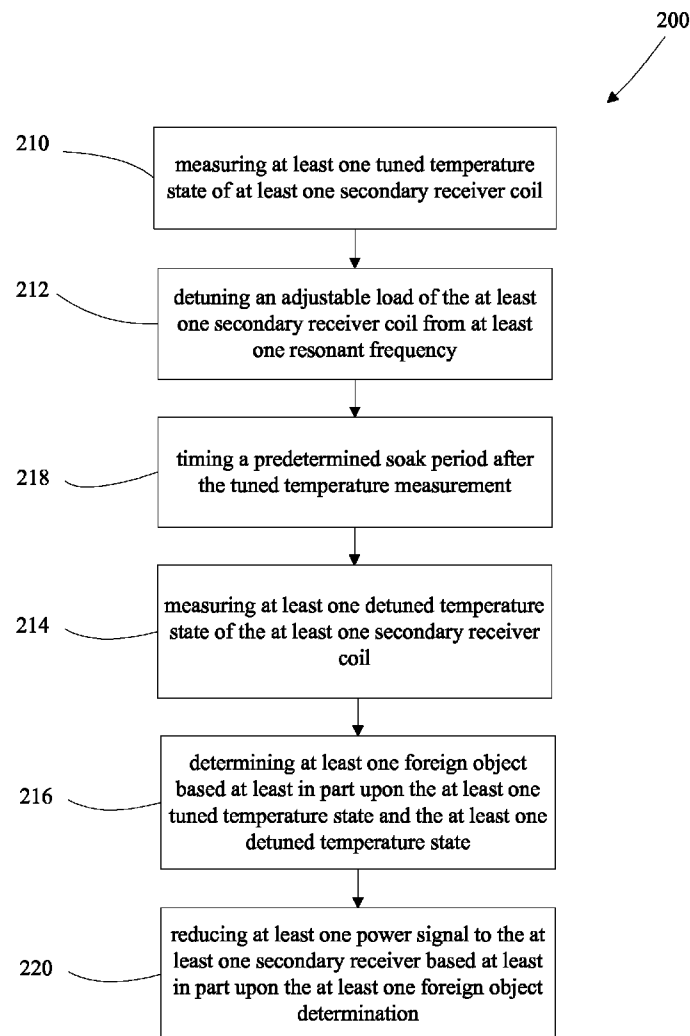 200
210
measuring at least one tuned temperature
state of at least one secondary receiver coil
212
detuning an adjustable load of the at least
one secondary receiver coil from at least
one resonant frequency
218
timing a predetermined soak period after
the tuned temperature measurement
214
measuring at least one detuned temperature
state of the at least one secondary receiver
coil
216
determining at least one foreign object
based at least in part upon the at least one
tuned temperature state and the at least one
detuned temperature state
220
reducing at least one power signal to the at
least one secondary receiver based at least
in part upon the at least one foreign object
determination